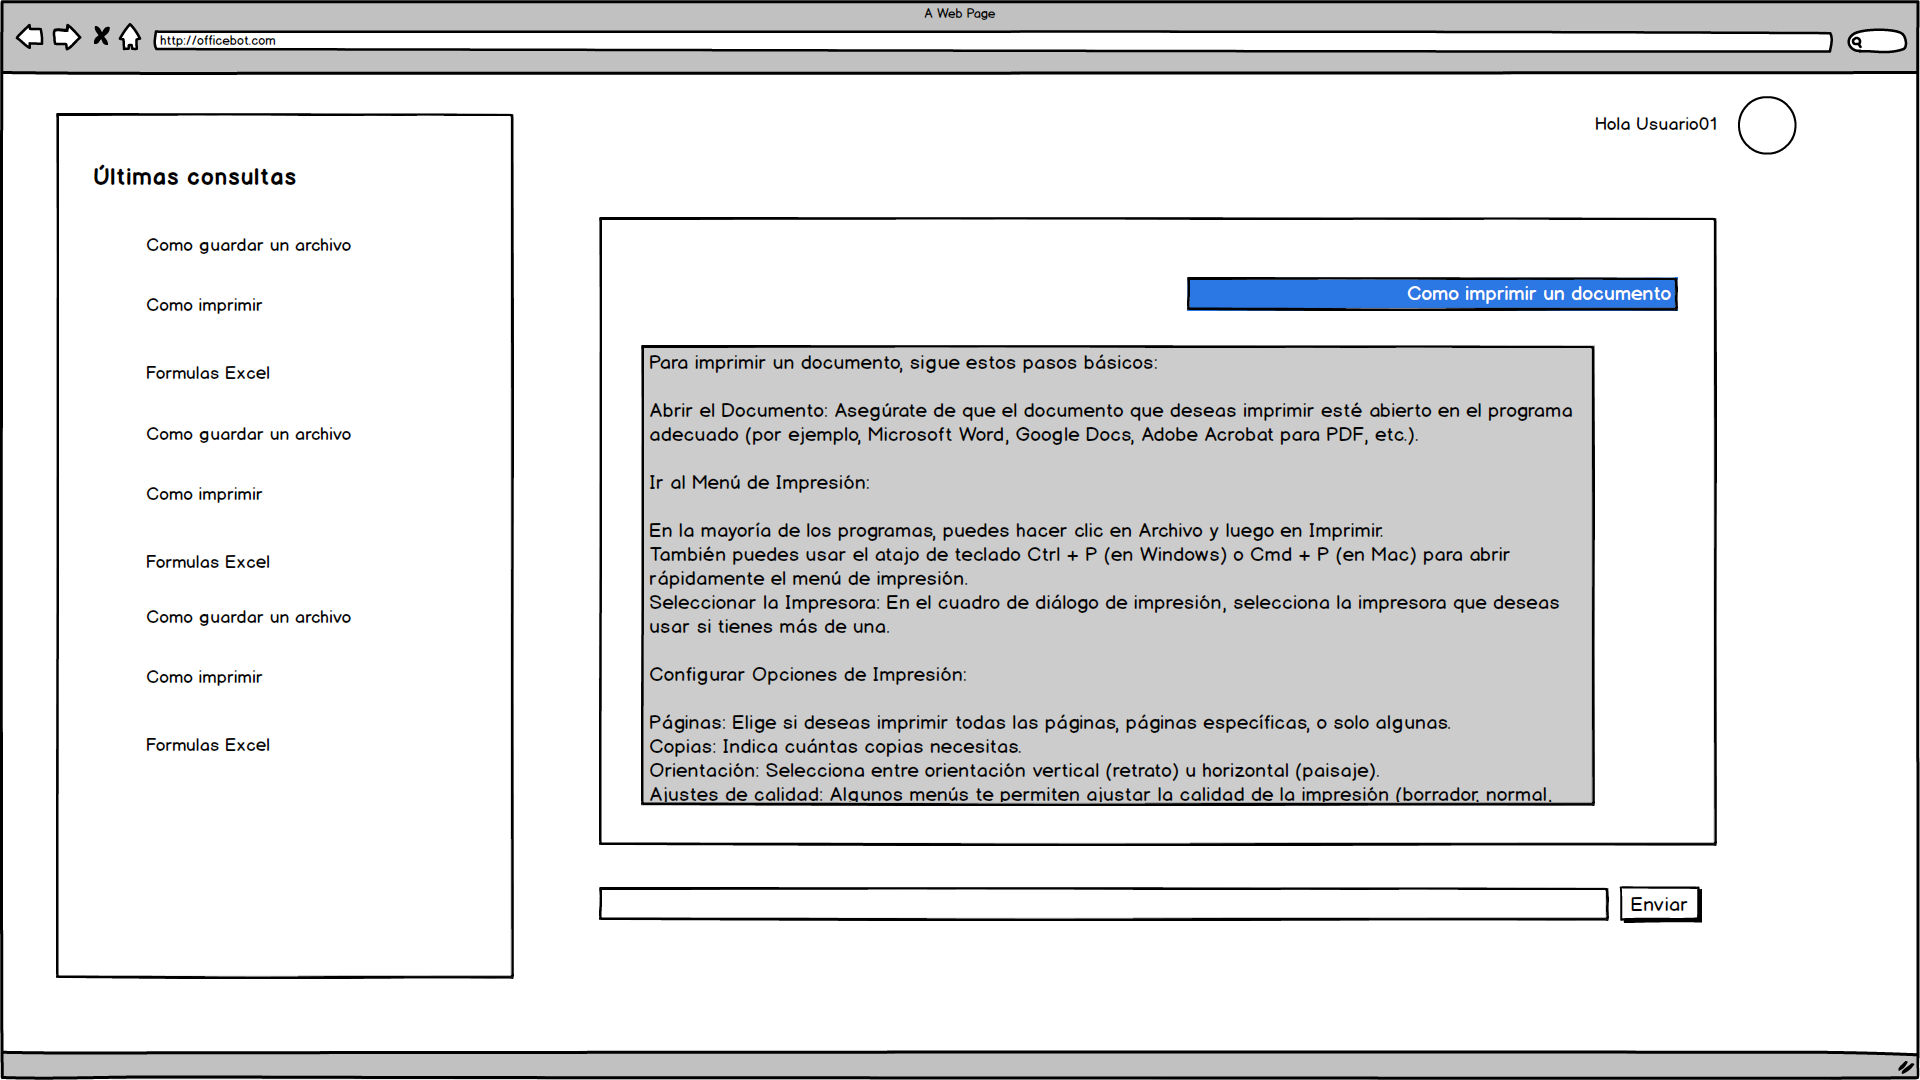 A Web Page
http://officebot.com
Hola Usuario01
Últimas consultas
Como guardar un archivo
Como imprimir
Formulas Excel
Como guardar un archivo
Como imprimir
Formulas Excel
Como guardar un archivo
Como imprimir
Formulas Excel
Como imprimir un documento
Para imprimir un documento, sigue estos pasos básicos:
Abrir el Documento: Asegúrate de que el documento que deseas imprimir esté abierto en el programa
adecuado (por ejemplo, Microsoft Word, Google Docs, Adobe Acrobat para PDF, etc.).
Ir al Menú de Impresión:
En la mayoría de los programas, puedes hacer clic en Archivo y luego en Imprimir.
También puedes usar el atajo de teclado Ctrl + P (en Windows) o Cmd + P (en Mac) para abrir
rápidamente el menú de impresión.
Seleccionar la Impresora: En el cuadro de diálogo de impresión, selecciona la impresora que deseas
usar si tienes más de una.
Configurar Opciones de Impresión:
Páginas: Elige si deseas imprimir todas las páginas, páginas específicas, o solo algunas.
Copias: Indica cuántas copias necesitas.
Orientación: Selecciona entre orientación vertical (retrato) u horizontal (paisaje).
Ajustes de calidad: Algunos menús te permiten ajustar la calidad de la impresión (borrador, normal,
Enviar